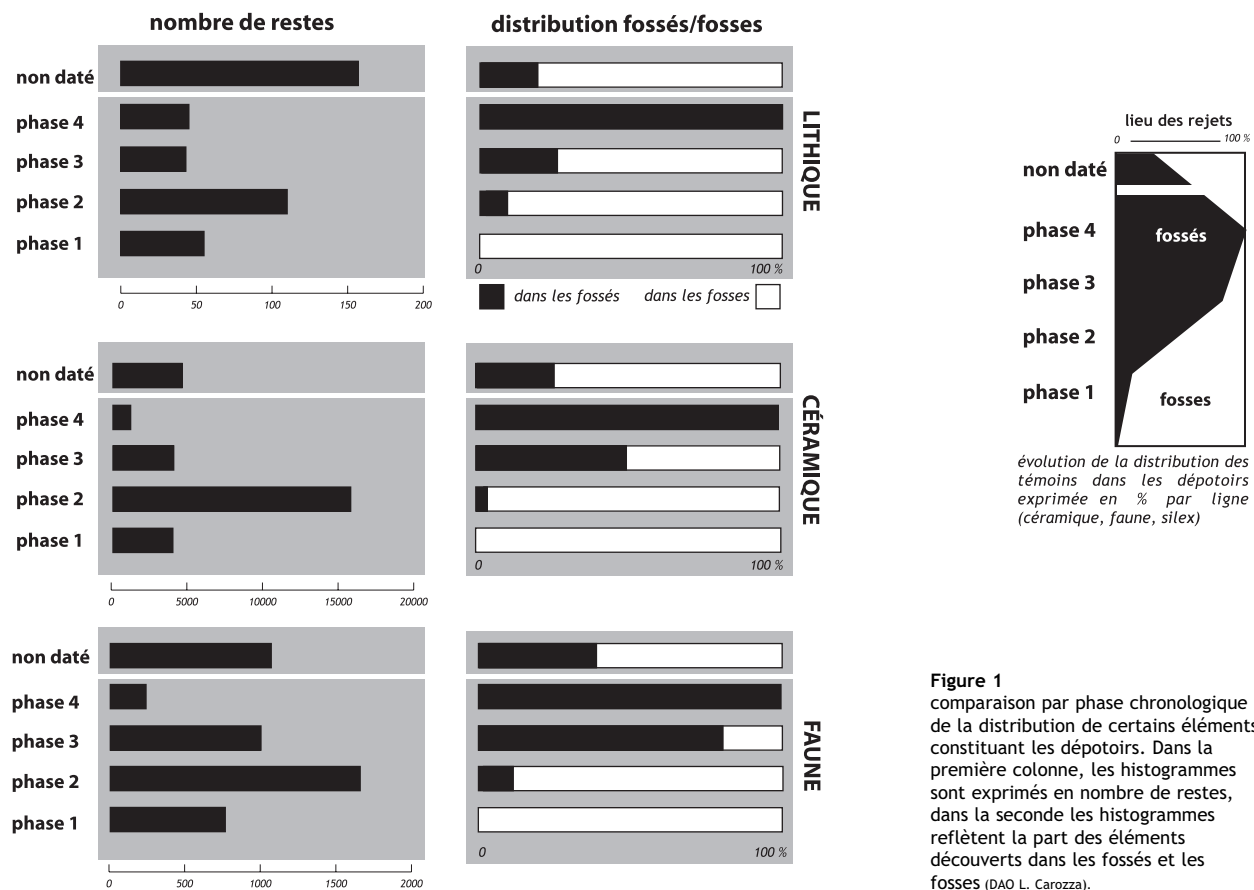 nombre de restes
distribution fossés/fosses
non daté
phase 4
phase 3
phase 2
phase 1
0 50 100 150 200
0 100 %
LITHIQUE
dans les fossés dans les fosses
non daté
phase 4
phase 3
phase 2
phase 1
0 5000 10000 15000 20000
0 100 %
CÉRAMIQUE
non daté
phase 4
phase 3
phase 2
phase 1
0 500 1000 1500 2000
0 100 %
FAUNE
lieu des rejets
0 100 %
non daté
phase 4
phase 3
phase 2
phase 1
fossés
fosses
évolution de la distribution des
témoins dans les dépotoirs
exprimée en % par ligne
(céramique, faune, silex)
Figure 1
comparaison par phase chronologique
de la distribution de certains éléments
constituant les dépotoirs. Dans la
première colonne, les histogrammes
sont exprimés en nombre de restes,
dans la seconde les histogrammes
reflètent la part des éléments
découverts dans les fossés et les
fosses (DAO L. Carozza).